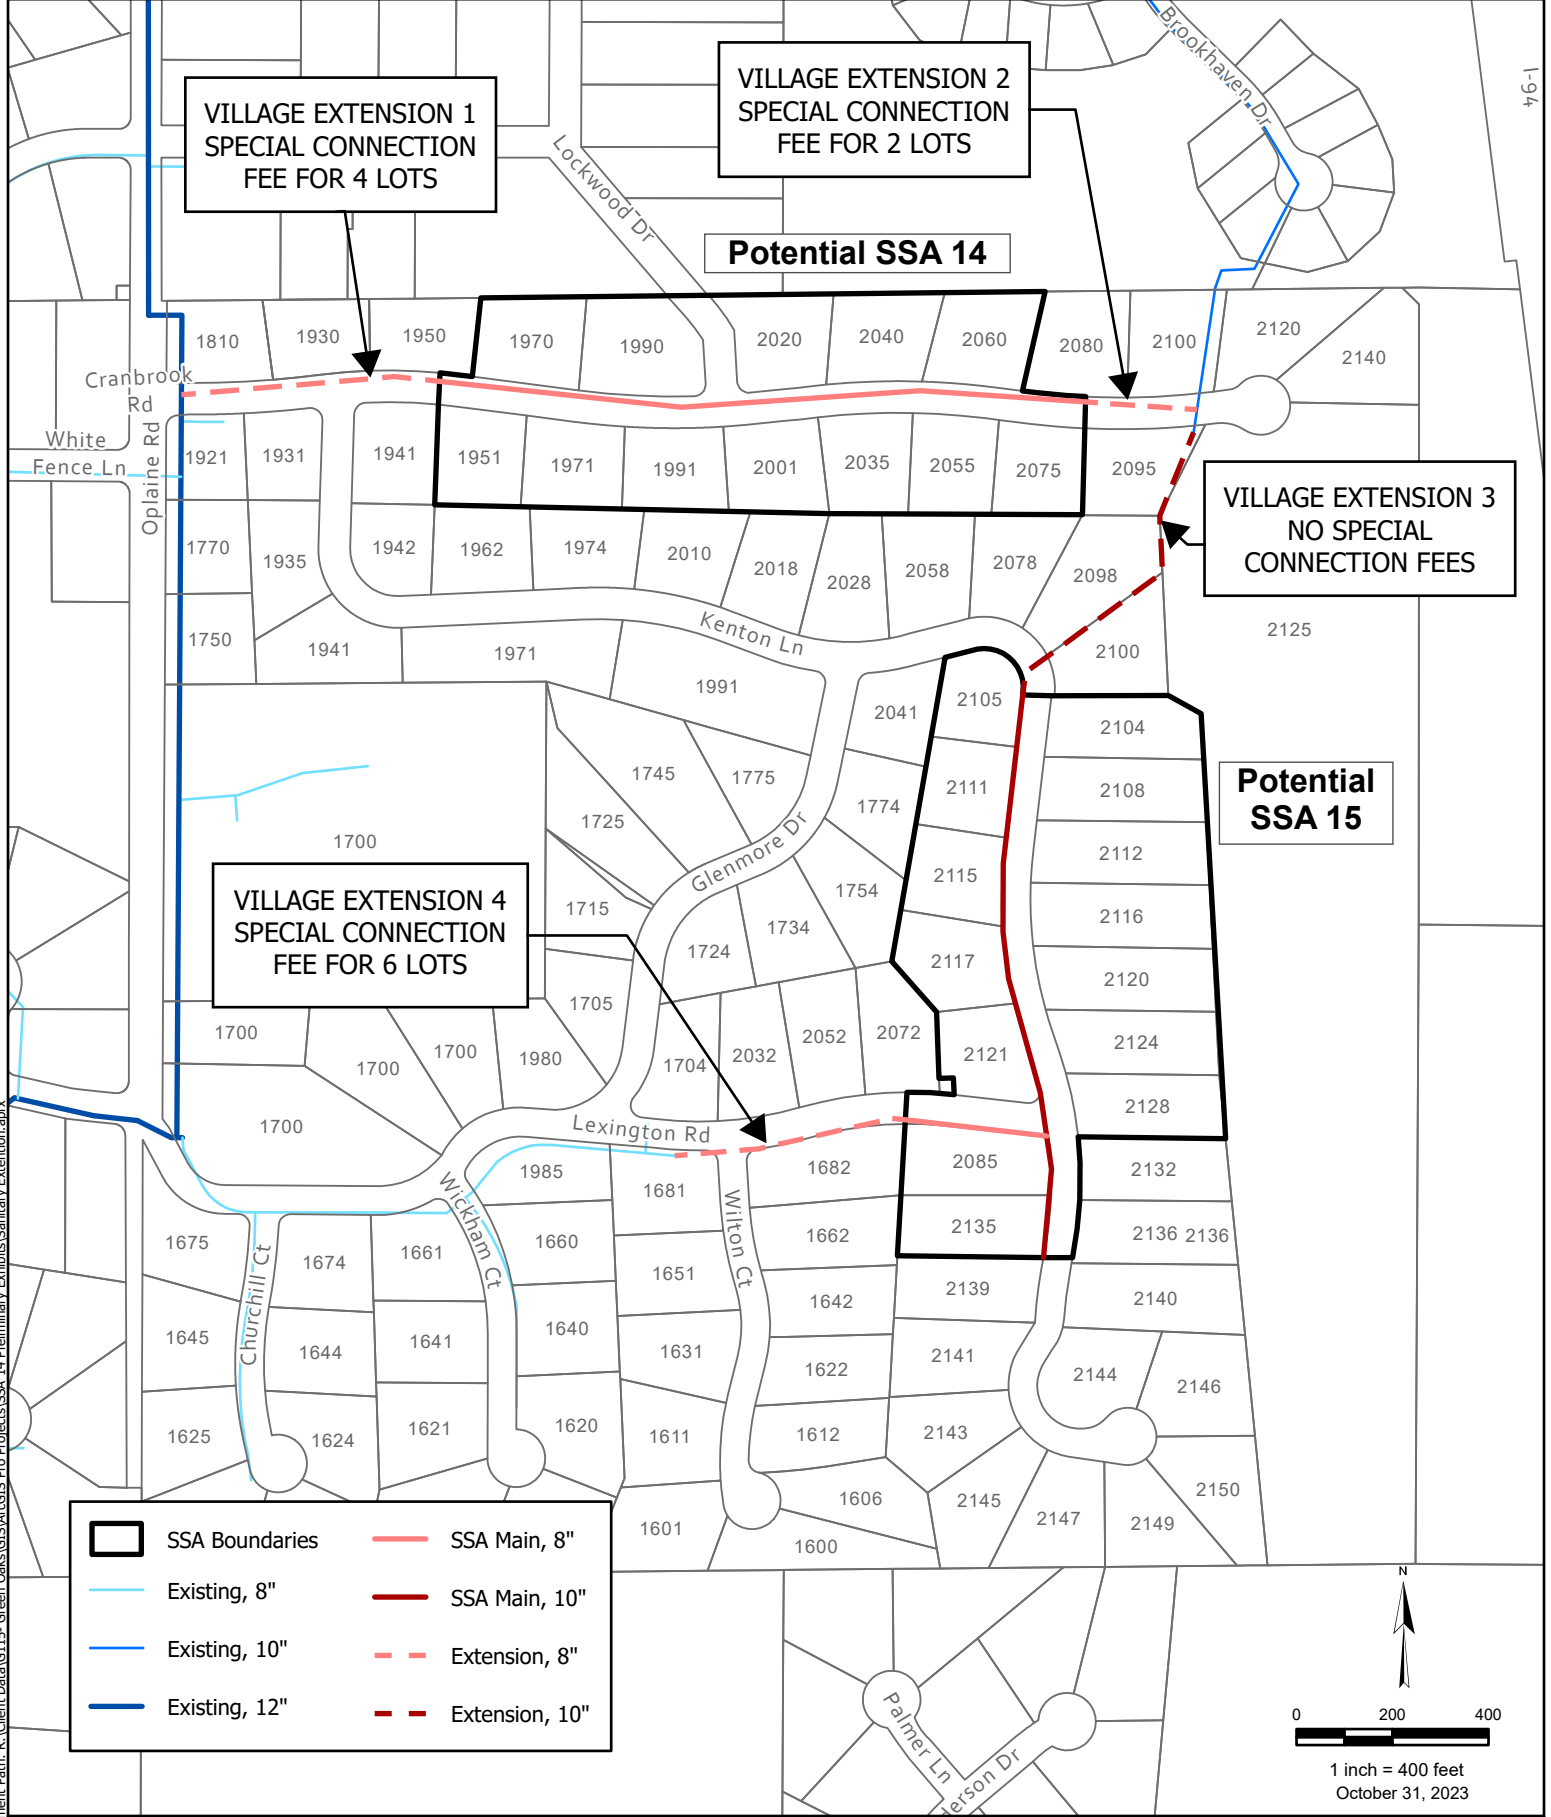 Brookhaven Dr
I-94
VILLAGE EXTENSION 1
SPECIAL CONNECTION
FEE FOR 4 LOTS
VILLAGE EXTENSION 2
SPECIAL CONNECTION
FEE FOR 2 LOTS
Lockwood Dr
Potential SSA 14
1810
1930
1950
1970
1990
2020
2040
2060
2080
2100
2120
2140
Cranbrook
Rd
White
Fence Ln
Oplaine Rd
1921
1931
1941
1951
1971
1991
2001
2035
2055
2075
2095
VILLAGE EXTENSION 3
NO SPECIAL
CONNECTION FEES
1770
1935
1942
1962
1974
2010
2018
2028
2058
2078
2098
1750
1941
1971
Kenton Ln
2100
2125
1991
2041
2105
2104
1745
1775
1774
2111
2108
Potential
SSA 15
1700
1725
Glenmore Dr
2115
2112
VILLAGE EXTENSION 4
SPECIAL CONNECTION
FEE FOR 6 LOTS
1715
1754
1734
1724
2117
2116
2120
1700
1700
1700
1980
1705
1704
2032
2052
2072
2121
2124
2128
1700
Lexington Rd
1985
1681
1682
2085
2132
1675
Churchill Ct
1674
1661
Wickham Ct
1660
1651
Wilton Ct
1662
2135
2136
2136
1645
1644
1641
1640
1631
1642
2139
2140
1622
2141
2144
2146
1625
1624
1621
1620
1611
1612
2143
1601
1606
1600
2145
2147
2149
2150
SSA Boundaries
Existing, 8"
Existing, 10"
Existing, 12"
SSA Main, 8"
SSA Main, 10"
Extension, 8"
Extension, 10"
Palmer Ln
erson Dr
N
0 200 400
1 inch = 400 feet
October 31, 2023